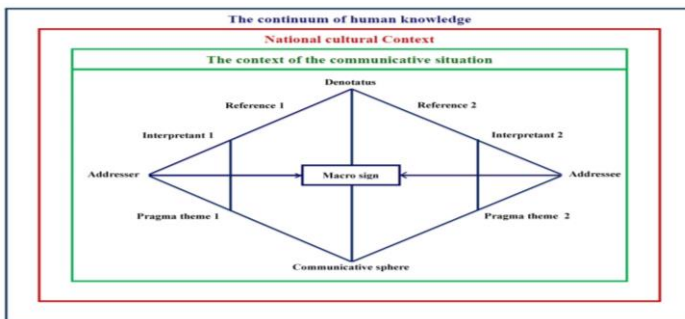 The continuum of human knowledge
National cultural Context
The context of the communicative situation
Denotatus
Reference 1
Reference 2
Interpretant 1
Interpretant 2
Addresser
Macro sign
Addressee
Pragma theme 1
Pragma theme 2
Communicative sphere